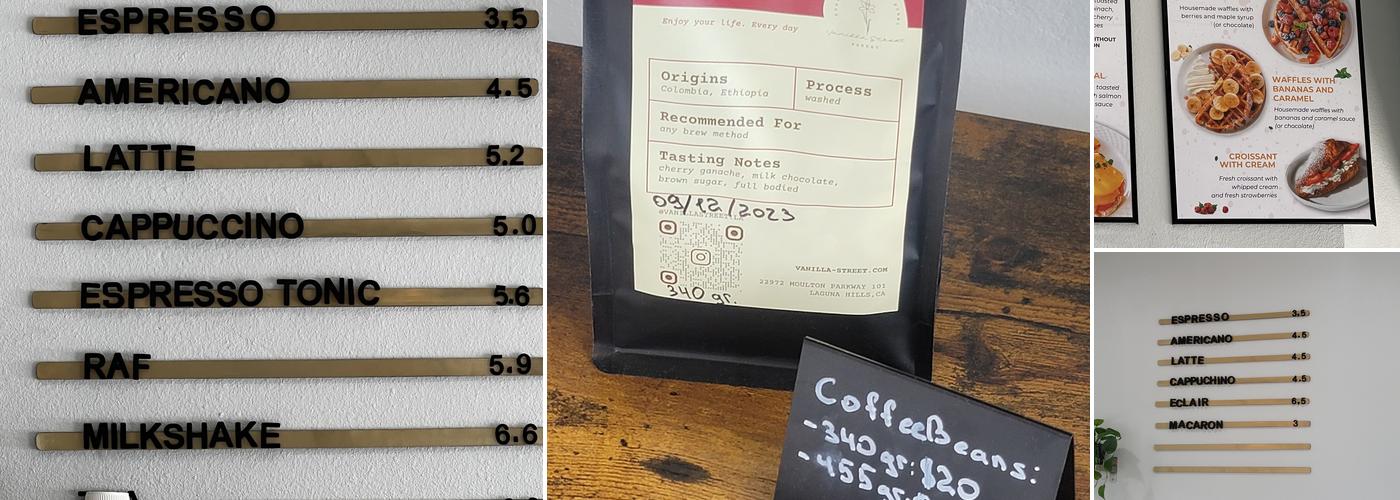 ESPRESSO 3,5
AMERICANO 4.5
LATTE 5.2
CAPPUCCINO 5.0
ESPRESSO TONIC 5.6
RAF 5.9
MILKSHAKE 6.6
Enjoy your life. Every day
Origins
Colombia, Ethiopia
Process
washed
Recommended For
any brew method
Tasting Notes
cherry ganache, milk chocolate,
brown sugar, full bodied
09/12/2023
340 gr.
VANILLA-STREET.COM
22972 MOULTON PARKWAY 101
LAGUNA HILLS,CA
CoffeeBeans:
-340 gr: $20
-455 gr:
Housemade waffles with
berries and maple syrup
(or chocolate)
WAFFLES WITH
BANANAS AND
CARAMEL
Housemade waffles with
bananas and caramel sauce
(or chocolate)
CROISSANT
WITH CREAM
Fresh croissant with
whipped cream
and fresh strawberries
toasted
salmon
sauce
ESPRESSO 3.5
AMERICANO 4.5
LATTE 4.5
CAPPUCHINO 4.5
ECLAIR 6.5
MACARON 3